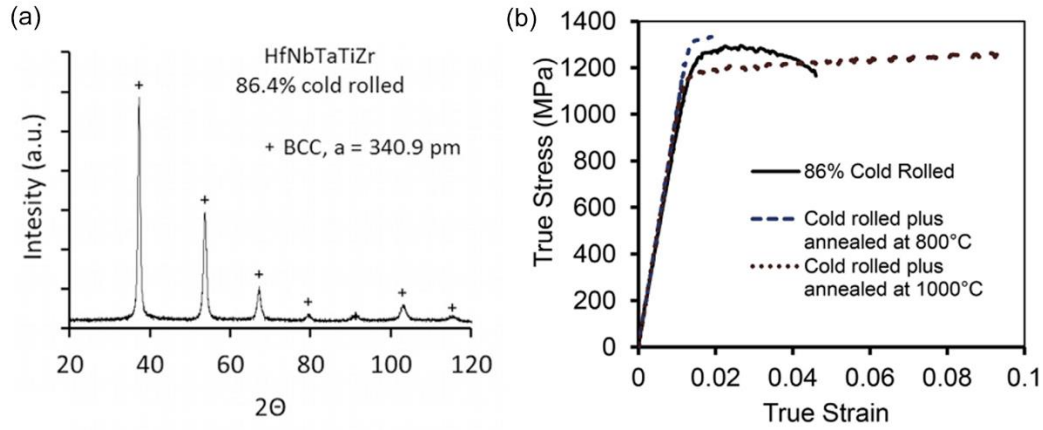 (a)
HfNbTaTiZr
86.4% cold rolled
+ BCC, a = 340.9 pm
Intesity (a.u.)
20 40 60 80 100 120
2Θ
(b)
1400
1200
1000
800
600
400
200
0
True Stress (MPa)
86% Cold Rolled
Cold rolled plus
annealed at 800°C
Cold rolled plus
annealed at 1000°C
0 0.02 0.04 0.06 0.08 0.1
True Strain